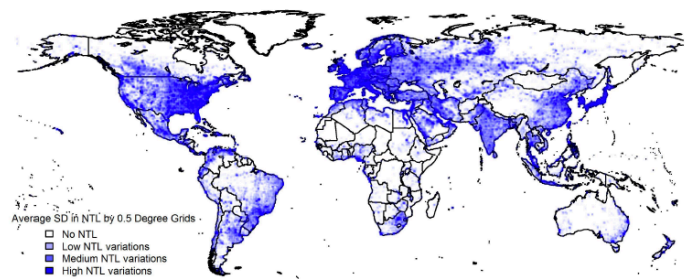 Average SD in NTL by 0.5 Degree Grids
No NTL
Low NTL variations
Medium NTL variations
High NTL variations